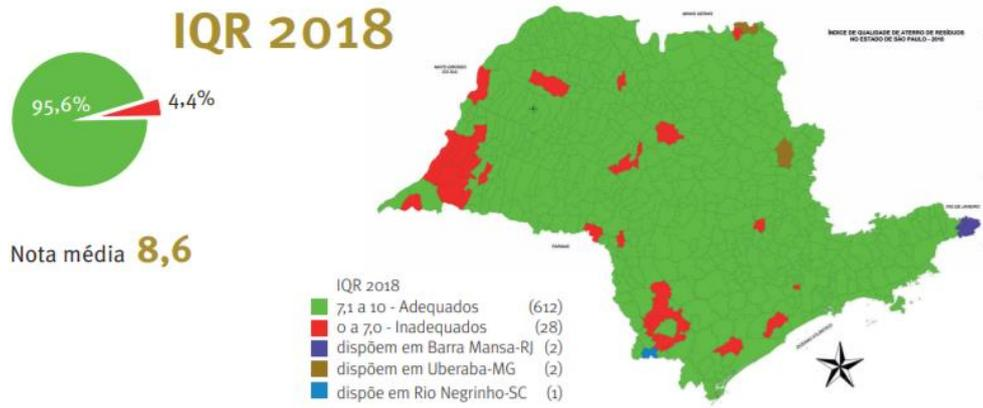 IQR 2018
95,6%
4,4%
Nota média 8,6
MINAS GERAIS
ÍNDICE DE QUALIDADE DE ATERRO DE RESÍDUOS
NO ESTADO DE SÃO PAULO - 2018
MATO GROSSO
DO SUL
RIO DE JANEIRO
PARANÁ
OCEANO ATLÂNTICO
IQR 2018
7,1 a 10 - Adequados (612)
0 a 7,0 - Inadequados (28)
dispõem em Barra Mansa-RJ (2)
dispõem em Uberaba-MG (2)
dispõe em Rio Negrinho-SC (1)